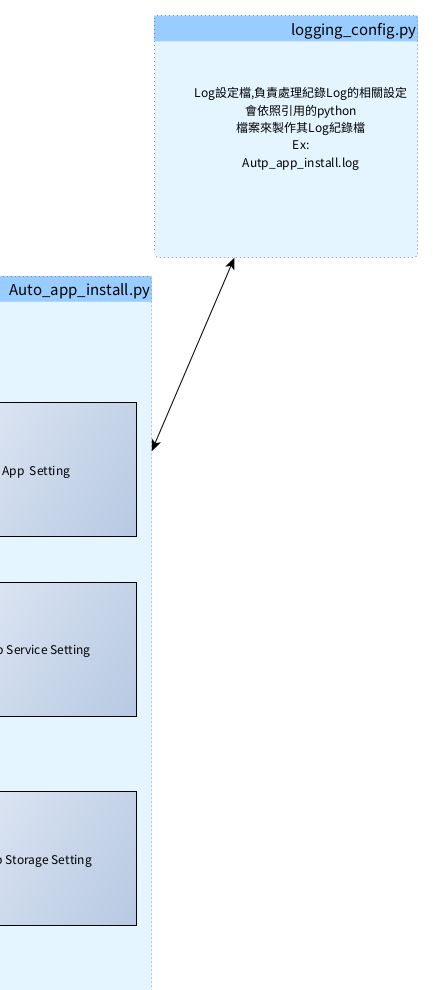 logging_config.py
Log設定檔,負責處理紀錄Log的相關設定
會依照引用的python
檔案來製作其Log紀錄檔
Ex:
Autp_app_install.log
Auto_app_install.py
App Setting
Service Setting
Storage Setting